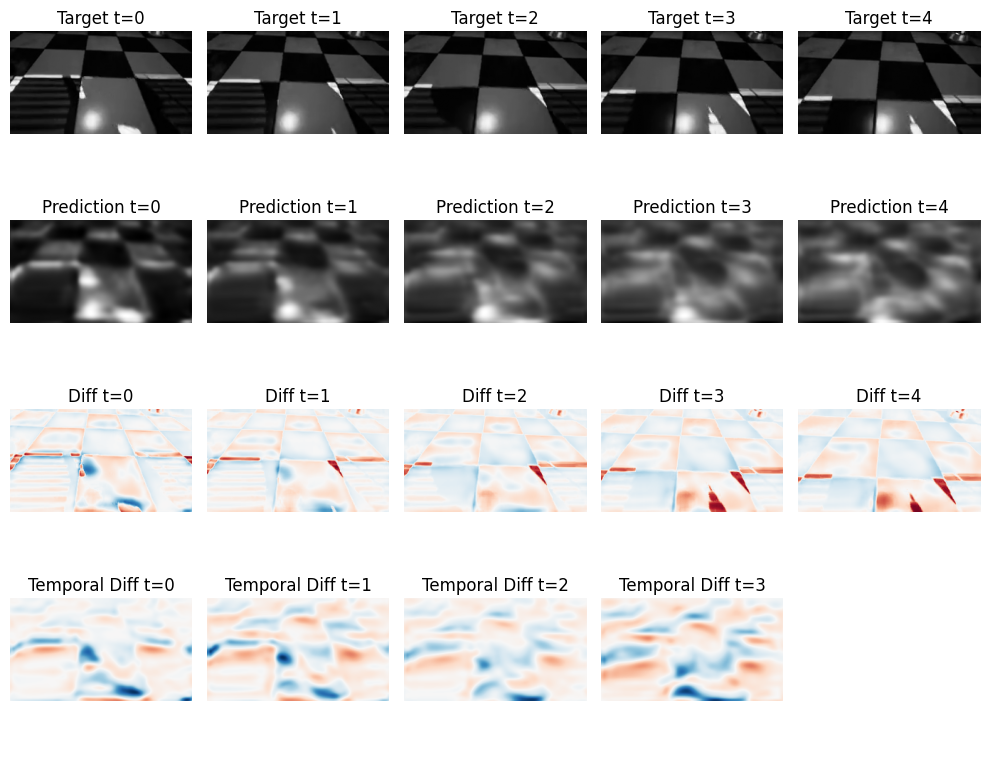 Target t=0 Target t=1 Target t=2 Target t=3 Target t=4
Prediction t=0 Prediction t=1 Prediction t=2 Prediction t=3 Prediction t=4
Diff t=0 Diff t=1 Diff t=2 Diff t=3 Diff t=4
Temporal Diff t=0 Temporal Diff t=1 Temporal Diff t=2 Temporal Diff t=3